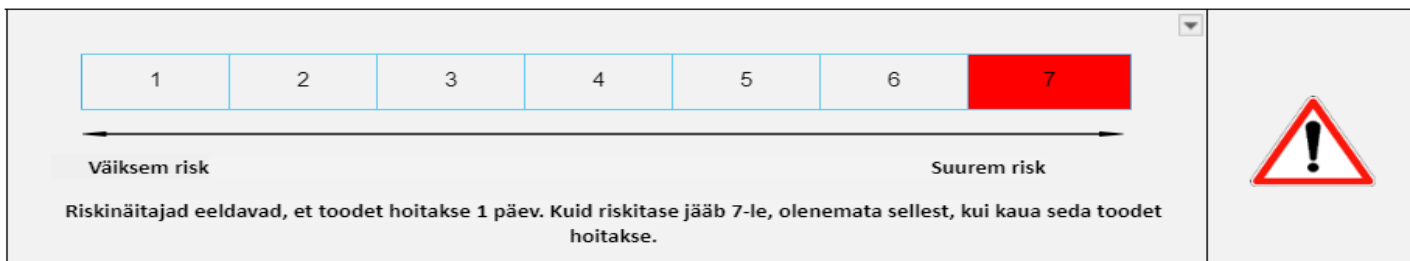 1 2 3 4 5 6 7
Väiksem risk Suurem risk
Riskinäitajad eeldavad, et toodet hoitakse 1 päev. Kuid riskitase jääb 7-le, olenemata sellest, kui kaua seda toodet
hoitakse.